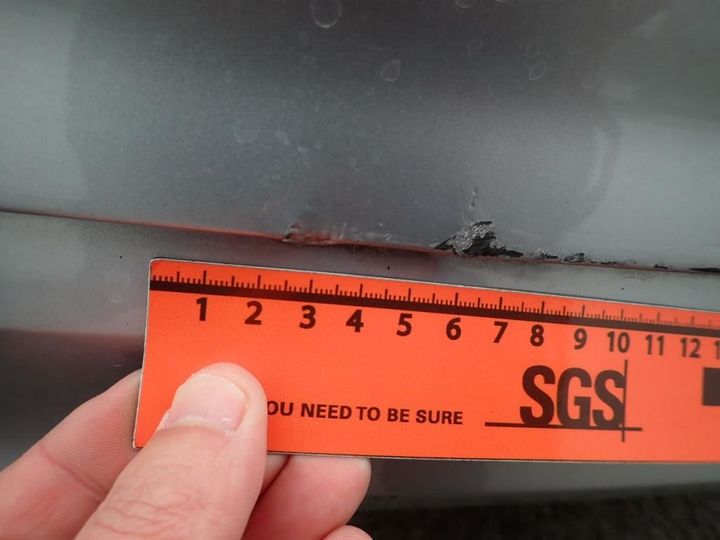 1 2 3 4 5 6 7 8 9 10 11 12
SGS
OU NEED TO BE SURE